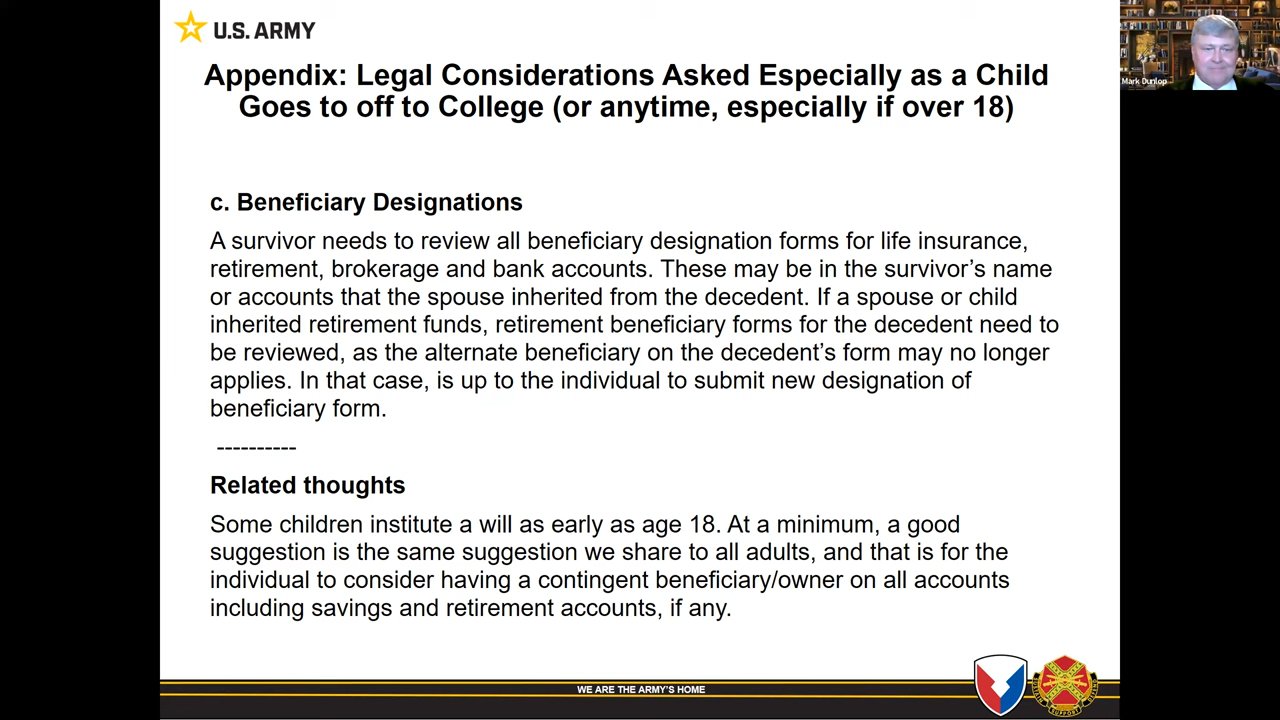 U.S. ARMY
Appendix: Legal Considerations Asked Especially as a Child
Goes to off to College (or anytime, especially if over 18)
Mark Dunlop
c. Beneficiary Designations
A survivor needs to review all beneficiary designation forms for life insurance,
retirement, brokerage and bank accounts. These may be in the survivor’s name
or accounts that the spouse inherited from the decedent. If a spouse or child
inherited retirement funds, retirement beneficiary forms for the decedent need to
be reviewed, as the alternate beneficiary on the decedent’s form may no longer
applies. In that case, is up to the individual to submit new designation of
beneficiary form.
----------
Related thoughts
Some children institute a will as early as age 18. At a minimum, a good
suggestion is the same suggestion we share to all adults, and that is for the
individual to consider having a contingent beneficiary/owner on all accounts
including savings and retirement accounts, if any.
WE ARE THE ARMY’S HOME
SUPPORT